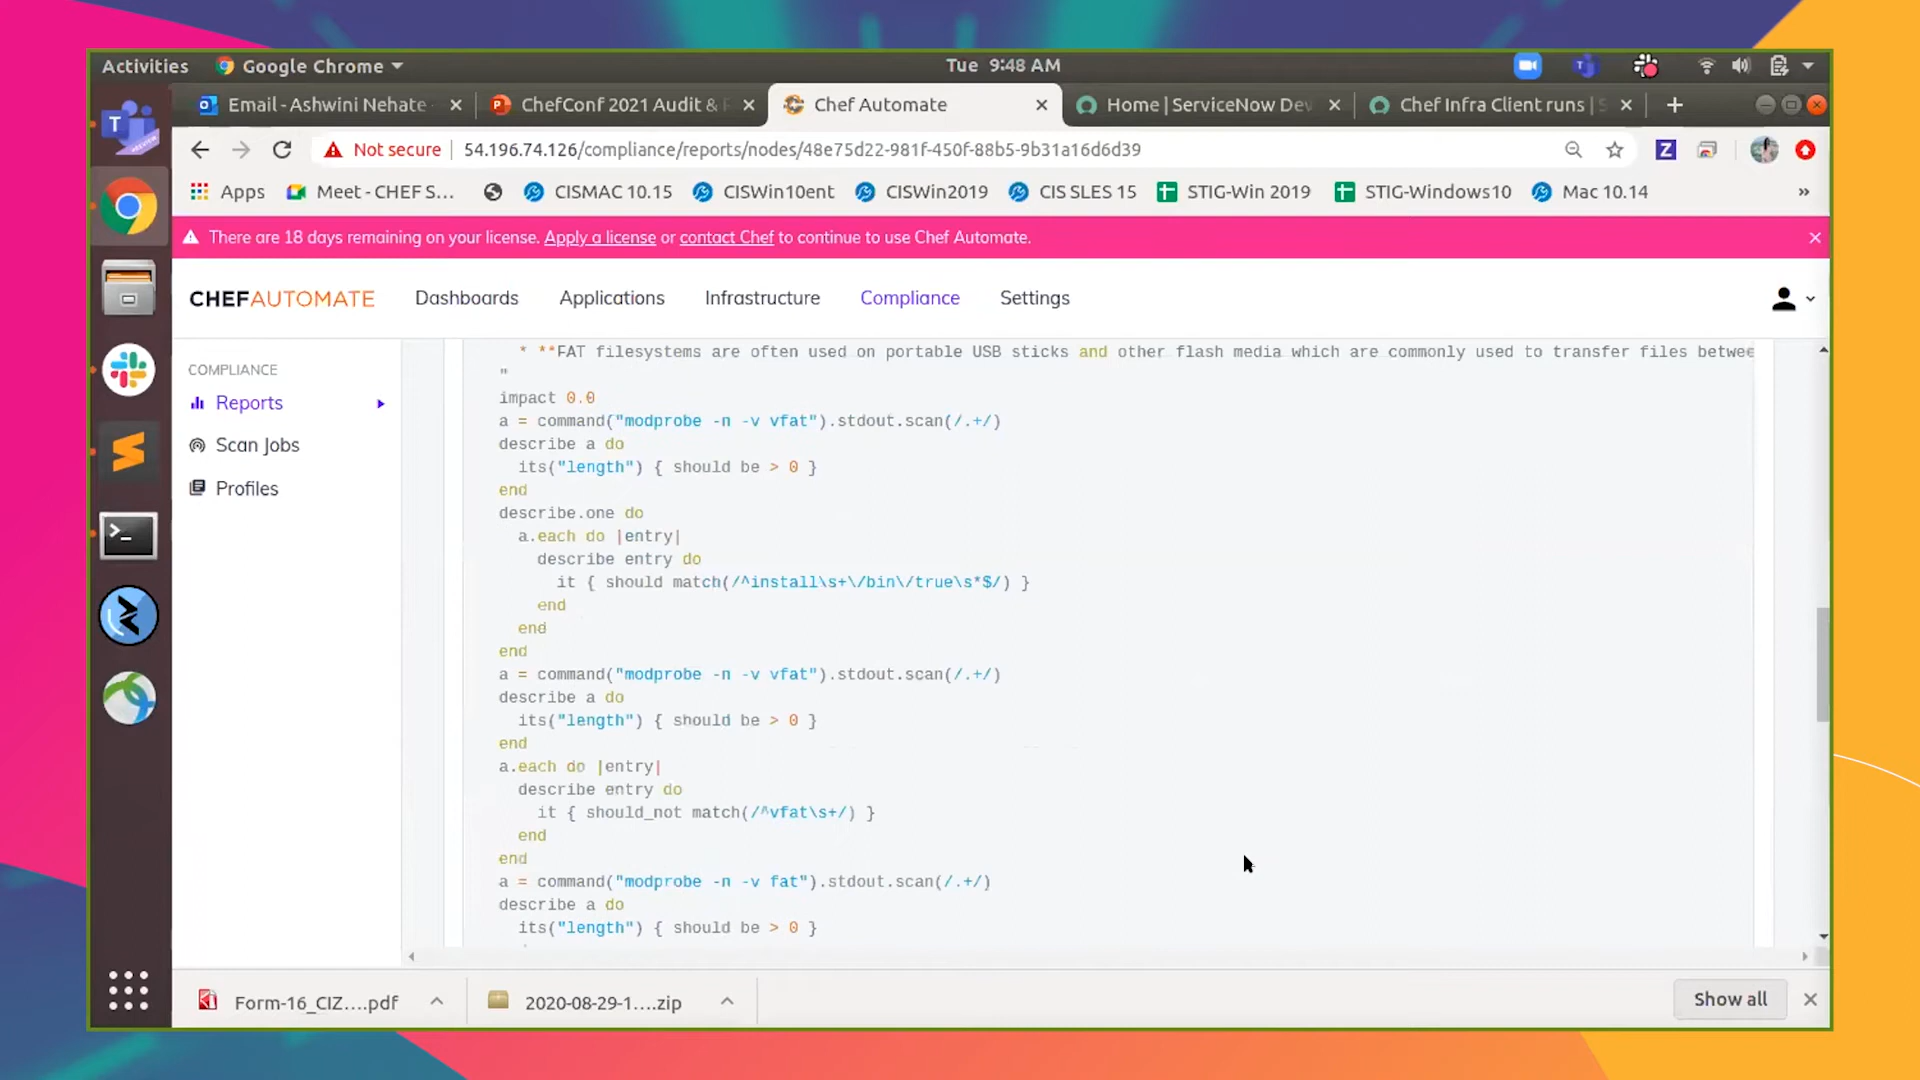 Activities
Google Chrome
Tue 9:48 AM
Email - Ashwini Nehate
ChefConf 2021 Audit &
Chef Automate
Home | ServiceNow Dev
Chef Infra Client runs |
Not secure
54.196.74.126/compliance/reports/nodes/48e75d22-981f-450f-88b5-9b31a16d6d39
Apps
Meet - CHEF S...
CISMAC 10.15
CISWin10ent
CISWin2019
CIS SLES 15
STIG-Win 2019
STIG-Windows10
Mac 10.14
»
There are 18 days remaining on your license. Apply a license or contact Chef to continue to use Chef Automate.
CHEFAUTOMATE
Dashboards
Applications
Infrastructure
Compliance
Settings
COMPLIANCE
Reports
Scan Jobs
Profiles
* **FAT filesystems are often used on portable USB sticks and other flash media which are commonly used to transfer files betwee
"
impact 0.0
a = command("modprobe -n -v vfat").stdout.scan(/.+/)
describe a do
its("length") { should be > 0 }
end
describe.one do
a.each do |entry|
describe entry do
it { should match(/^install\s+\/bin\/true\s*$/) }
end
end
end
a = command("modprobe -n -v vfat").stdout.scan(/.+/)
describe a do
its("length") { should be > 0 }
end
a.each do |entry|
describe entry do
it { should_not match(/^vfat\s+/) }
end
end
a = command("modprobe -n -v fat").stdout.scan(/.+/)
describe a do
its("length") { should be > 0 }
Form-16_CIZ....pdf
2020-08-29-1....zip
Show all